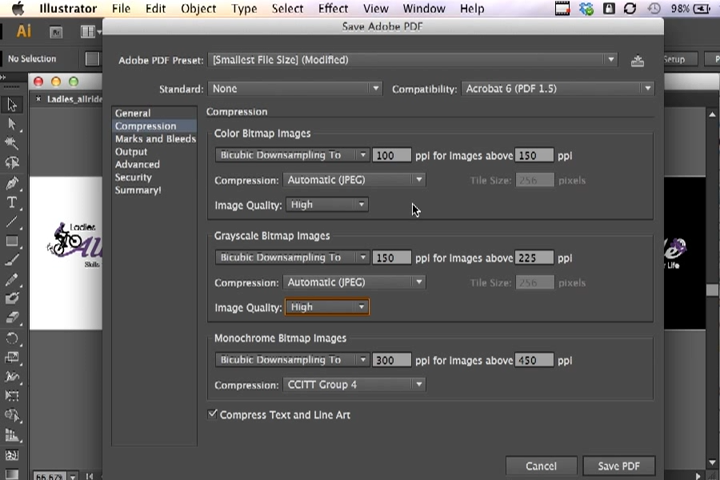 Illustrator File Edit Object Type Select Effect View Window Help 98%
Save Adobe PDF
Ai
Adobe PDF Preset: [Smallest File Size] (Modified)
No Selection
Setup
Standard: None Compatibility: Acrobat 6 (PDF 1.5)
General
Compression
Marks and Bleeds
Output
Advanced
Security
Summary!
Compression
Color Bitmap Images
Bicubic Downsampling To 100 ppi for images above 150 ppi
Compression: Automatic (JPEG) Tile Size: 256 pixels
Image Quality: High
Grayscale Bitmap Images
Bicubic Downsampling To 150 ppi for images above 225 ppi
Compression: Automatic (JPEG) Tile Size: 256 pixels
Image Quality: High
Monochrome Bitmap Images
Bicubic Downsampling To 300 ppi for images above 450 ppi
Compression: CCITT Group 4
Compress Text and Line Art
Cancel Save PDF
Ladies_allride
Ladies
Skills
Life
66.67%